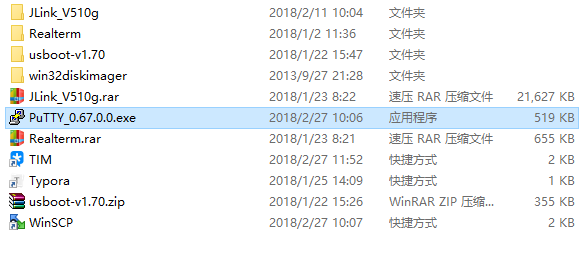 JLink_V510g 2018/2/11 10:04 文件夹
Realterm 2018/1/2 11:36 文件夹
usboot-v1.70 2018/1/22 15:47 文件夹
win32diskimager 2013/9/27 21:28 文件夹
JLink_V510g.rar 2018/1/23 8:22 速压 RAR 压缩文件 21,627 KB
PuTTY_0.67.0.0.exe 2018/2/27 10:06 应用程序 519 KB
Realterm.rar 2018/1/23 8:22 速压 RAR 压缩文件 655 KB
TIM 2018/2/27 11:52 快捷方式 2 KB
Typora 2018/1/25 14:09 快捷方式 1 KB
usboot-v1.70.zip 2018/1/22 15:26 WinRAR ZIP 压缩... 355 KB
WinSCP 2018/2/27 10:07 快捷方式 2 KB